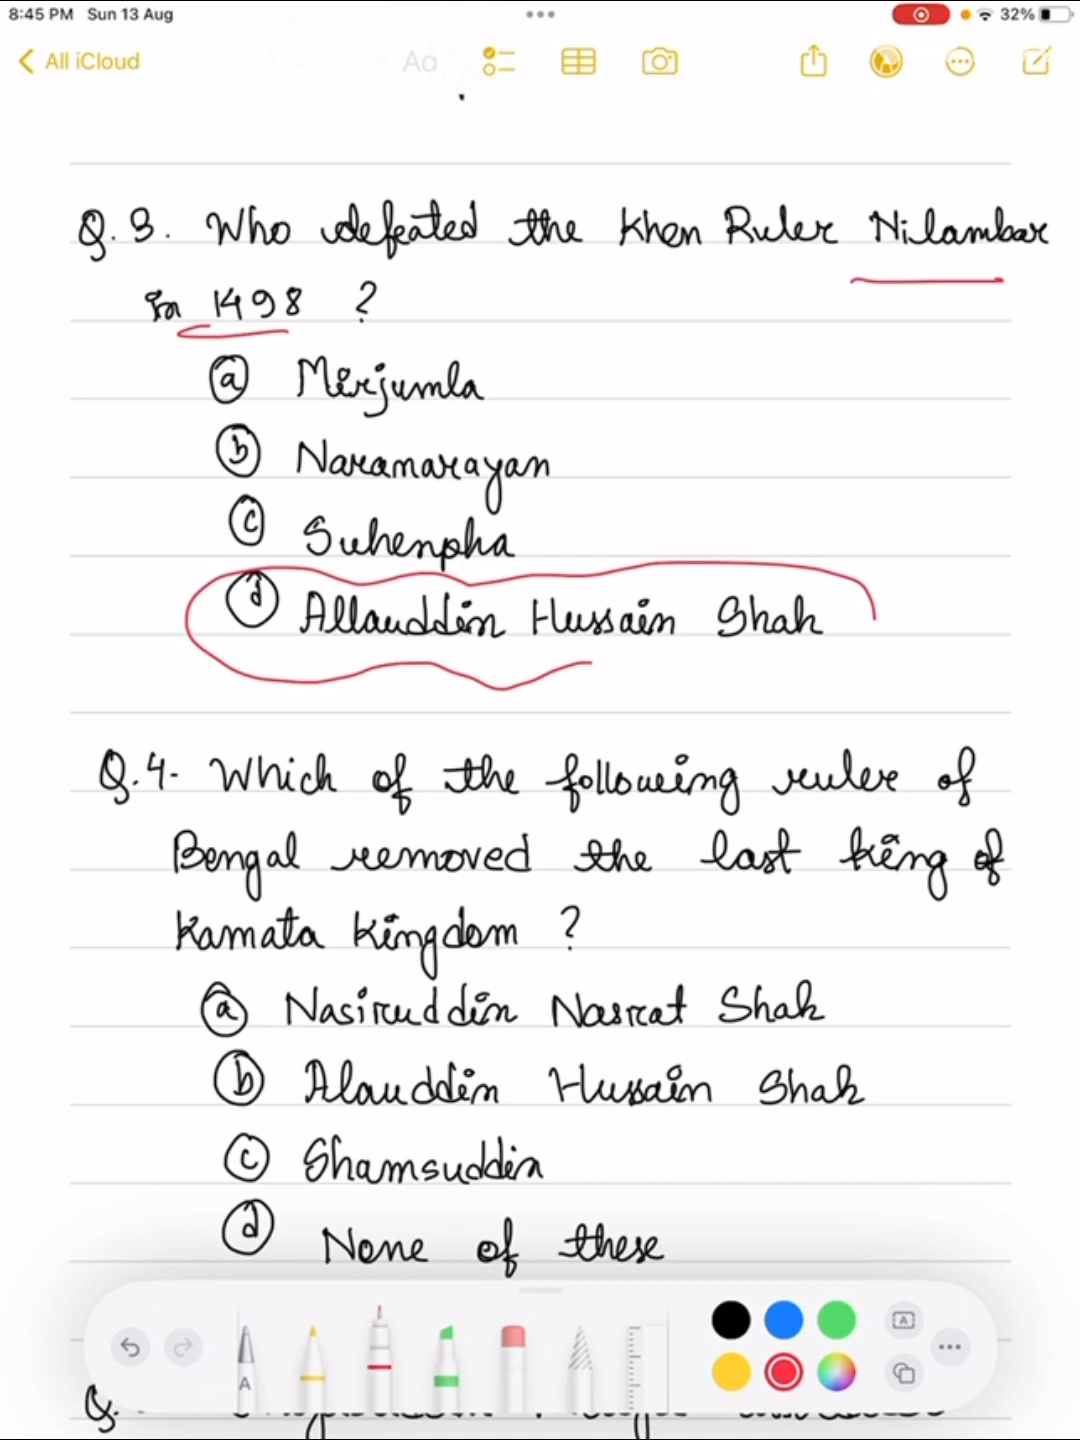 8:45 PM Sun 13 Aug
32%
All iCloud
Aa
Q.3. Who defeated the Khen Ruler Nilambar
in 1498 ?
a Mirjumla
b Naranarayan
c Suhenpha
d Allauddin Hussain Shah
Q.4- Which of the following ruler of
Bengal removed the last king of
Kamata Kingdom ?
a Nasiruddin Nasrat Shah
b Alauddin Hussain Shah
c Shamsuddin
d None of these
A
A
Q.